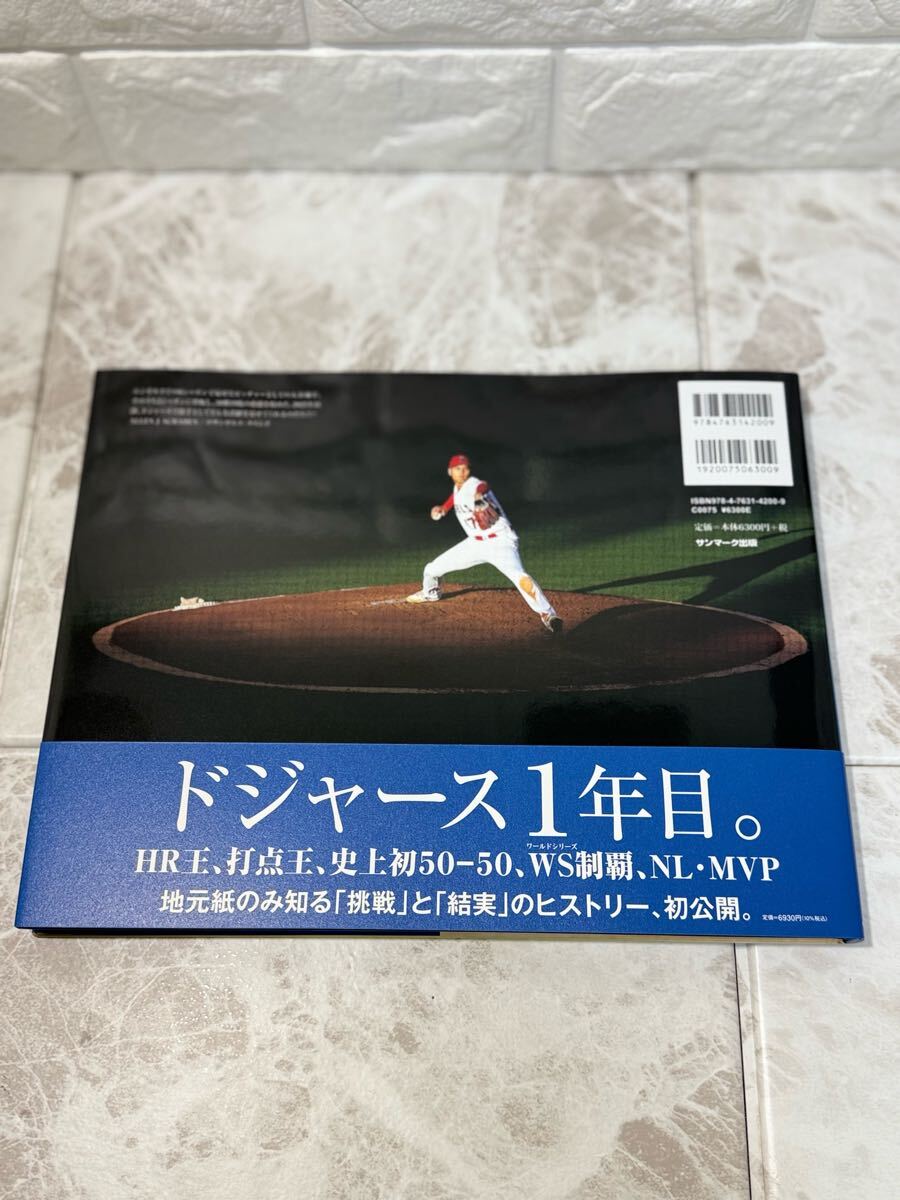 9784763142009
1920075063009
ISBN978-4-7631-4200-9
C0075 ¥6300E
定価=本体6300円+税
サンマーク出版
17
ドジャース1年目。
ワールドシリーズ
HR王、打点王、史上初50-50、WS制覇、NL・MVP
地元紙のみ知る「挑戦」と「結実」のヒストリー、初公開。
定価=6930円(10%税込)